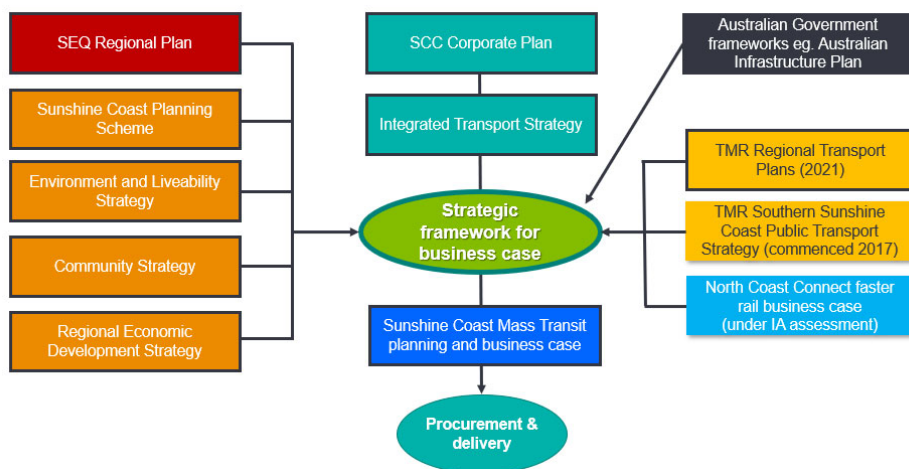 SEQ Regional Plan
Sunshine Coast Planning
Scheme
Environment and Liveability
Strategy
Community Strategy
Regional Economic
Development Strategy
SCC Corporate Plan
Integrated Transport Strategy
Strategic
framework for
business case
Sunshine Coast Mass Transit
planning and business case
Procurement &
delivery
Australian Government
frameworks eg. Australian
Infrastructure Plan
TMR Regional Transport
Plans (2021)
TMR Southern Sunshine
Coast Public Transport
Strategy (commenced 2017)
North Coast Connect faster
rail business case
(under IA assessment)